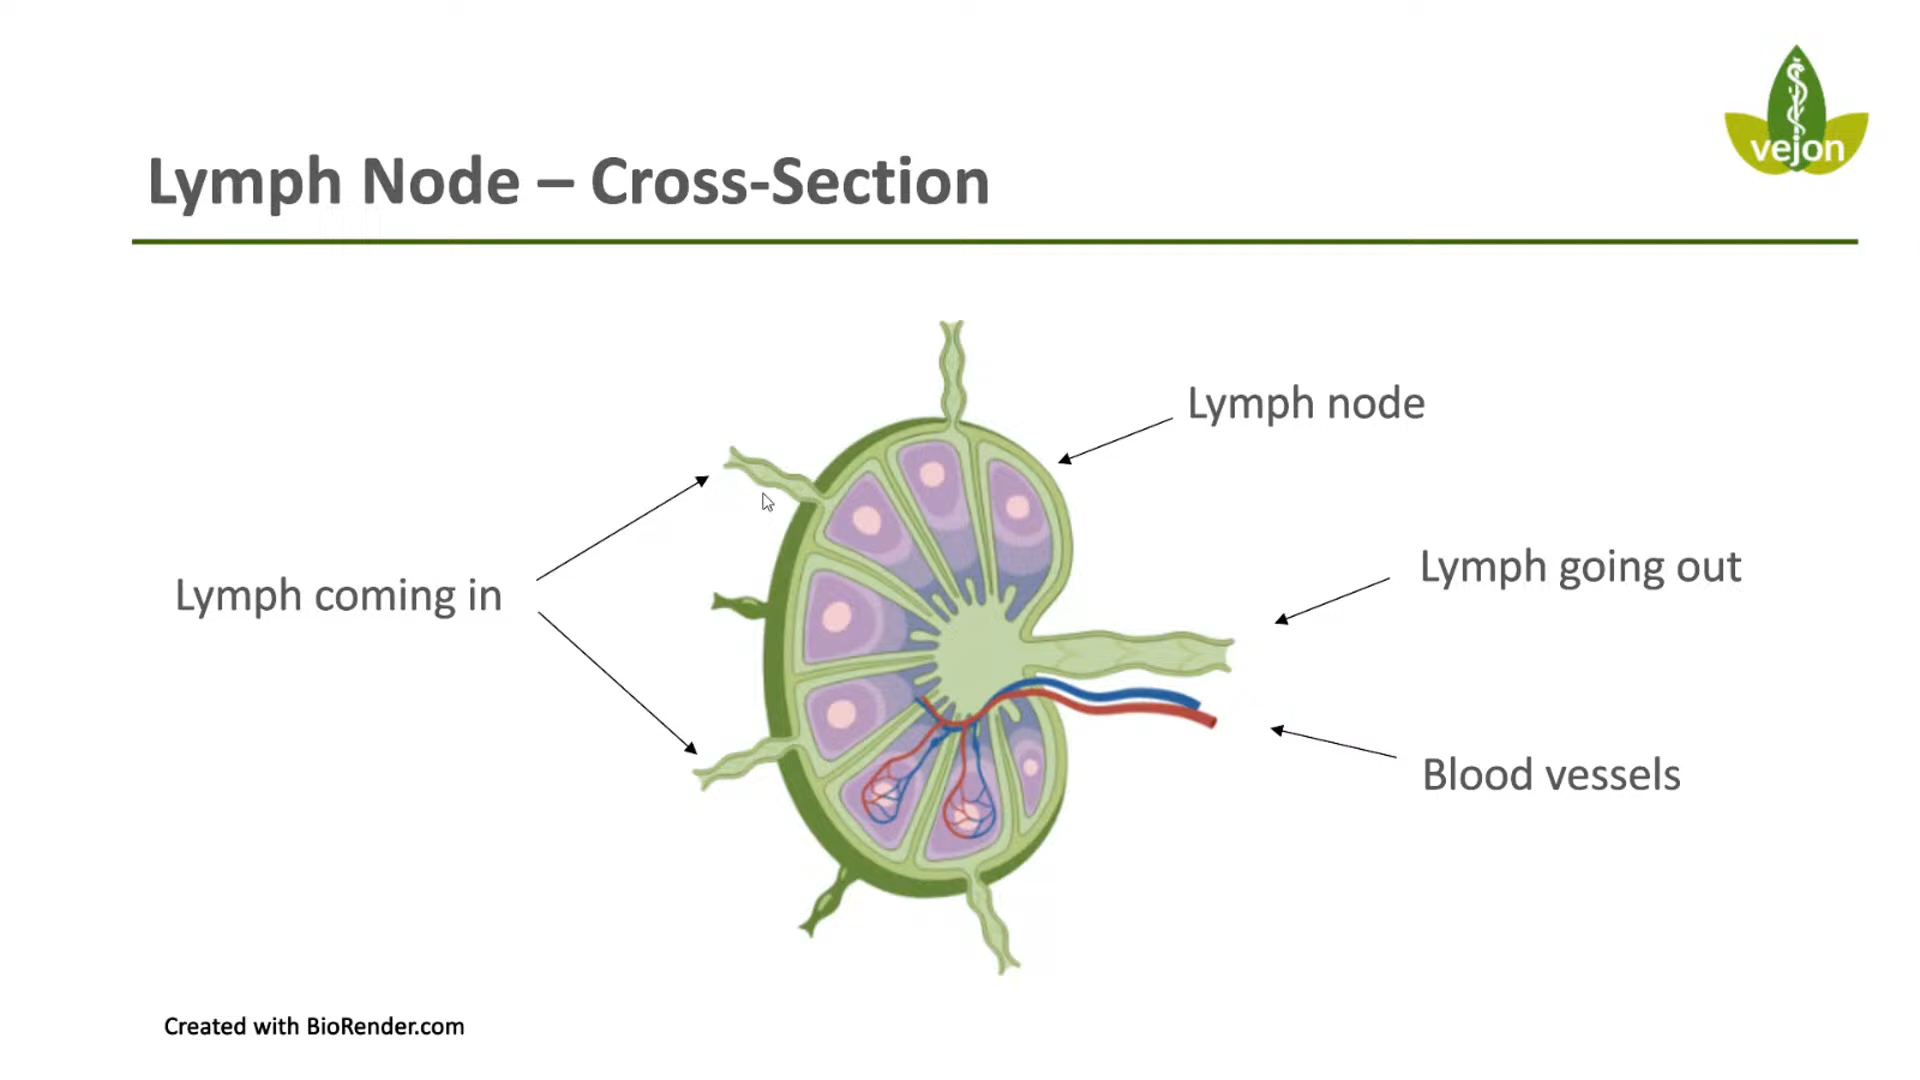 vejon
Lymph Node – Cross-Section
Lymph node
Lymph going out
Lymph coming in
Blood vessels
Created with BioRender.com